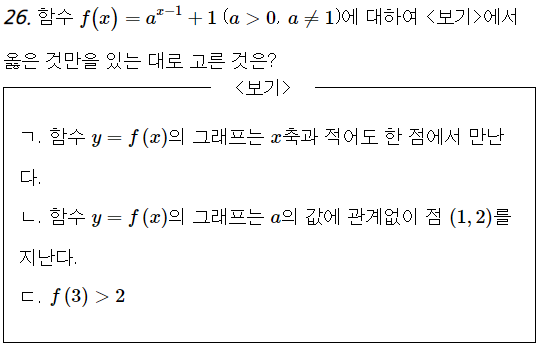 26. 함수 f(x) = a^{x-1} + 1 (a > 0, a ≠ 1)에 대하여 <보기>에서
옳은 것만을 있는 대로 고른 것은?
<보기>
ㄱ. 함수 y = f(x)의 그래프는 x축과 적어도 한 점에서 만난
다.
ㄴ. 함수 y = f(x)의 그래프는 a의 값에 관계없이 점 (1, 2)를
지난다.
ㄷ. f(3) > 2